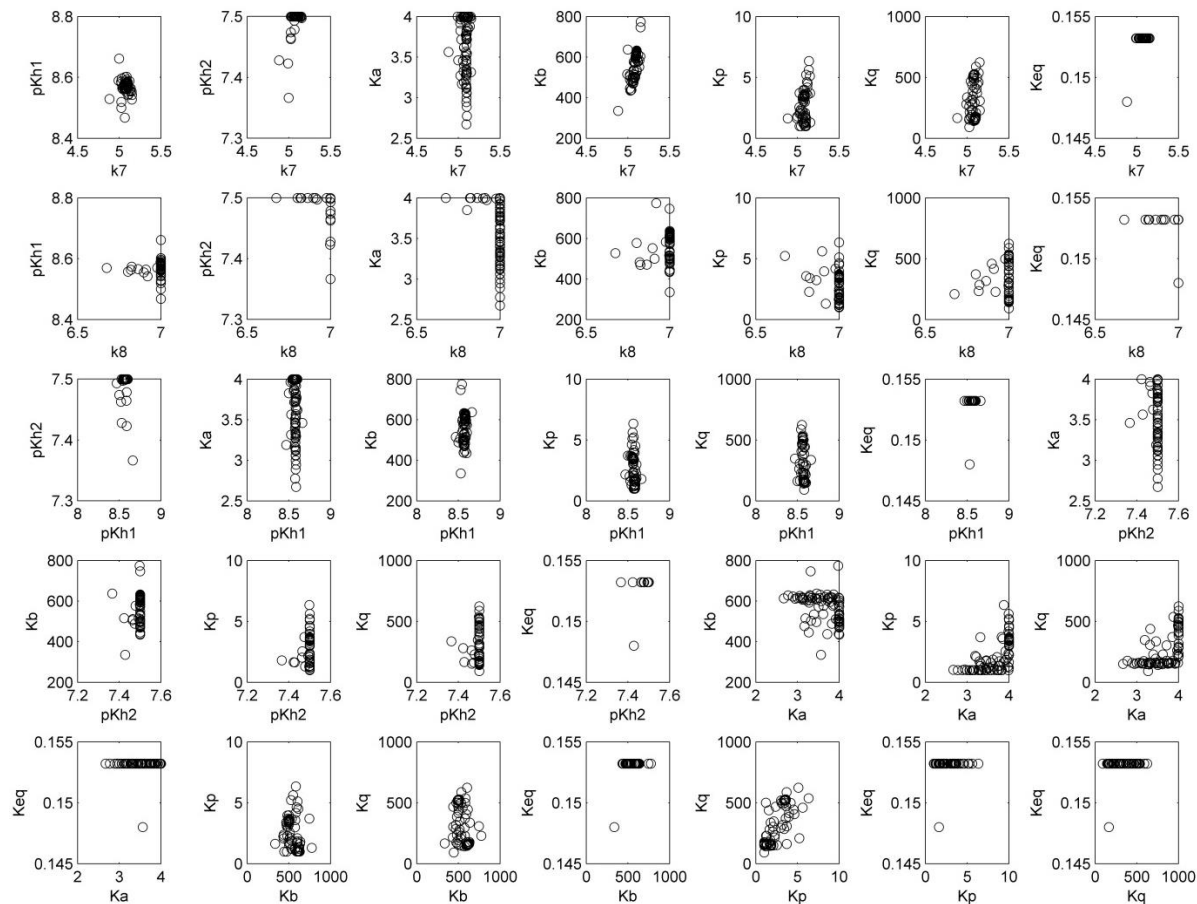 8.8 7.5 4 800 10 1000 0.155
3.5 600
pKh1 8.6 pKh2 7.4 Ka Kb Kp 5 Kq 500 Keq 0.15
3 400
8.4 7.3 2.5 200 0 0 0.145
4.5 5 5.5 4.5 5 5.5 4.5 5 5.5 4.5 5 5.5 4.5 5 5.5 4.5 5 5.5 4.5 5 5.5
k7 k7 k7 k7 k7 k7 k7
8.8 7.5 4 800 10 1000 0.155
3.5 600
pKh1 8.6 pKh2 7.4 Ka Kb Kp 5 Kq 500 Keq 0.15
3 400
8.4 7.3 2.5 200 0 0 0.145
6.5 7 6.5 7 6.5 7 6.5 7 6.5 7 6.5 7 6.5 7
k8 k8 k8 k8 k8 k8 k8
7.5 4 800 10 1000 0.155 4
3.5 600 3.5
pKh2 7.4 Ka Kb Kp 5 Kq 500 Keq 0.15 Ka
3 400 3
7.3 2.5 200 0 0 0.145 2.5
8 8.5 9 8 8.5 9 8 8.5 9 8 8.5 9 8 8.5 9 8 8.5 9 7.2 7.4 7.6
pKh1 pKh1 pKh1 pKh1 pKh1 pKh1 pKh2
800 10 1000 0.155 800 10 1000
600 600
Kb Kp 5 Kq 500 Keq 0.15 Kb Kp 5 Kq 500
400 400
200 0 0 0.145 200 0 0
7.2 7.4 7.6 7.2 7.4 7.6 7.2 7.4 7.6 7.2 7.4 7.6 2 3 4 2 3 4 2 3 4
pKh2 pKh2 pKh2 pKh2 Ka Ka Ka
0.155 10 1000 0.155 1000 0.155 0.155
Keq 0.15 Kp 5 Kq 500 Keq 0.15 Kq 500 Keq 0.15 Keq 0.15
0.145 0 0 0.145 0 0.145 0.145
2 3 4 0 500 1000 0 500 1000 0 500 1000 0 5 10 0 5 10 0 500 1000
Ka Kb Kb Kb Kp Kp Kq